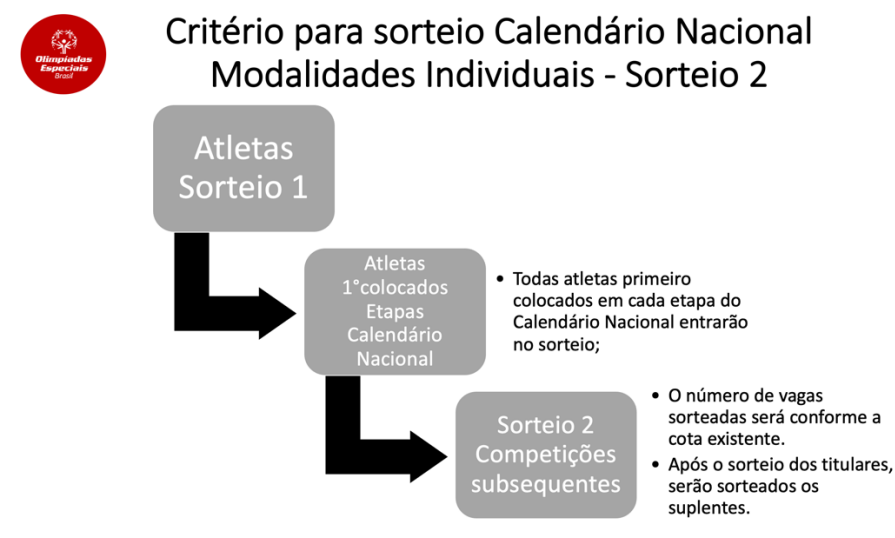 Olimpíadas
Especiais
Brasil
Critério para sorteio Calendário Nacional
Modalidades Individuais - Sorteio 2
Atletas
Sorteio 1
Atletas
1°colocados
Etapas
Calendário
Nacional
• Todas atletas primeiro
colocados em cada etapa do
Calendário Nacional entrarão
no sorteio;
Sorteio 2
Competições
subsequentes
• O número de vagas
sorteadas será conforme a
cota existente.
• Após o sorteio dos titulares,
serão sorteados os
suplentes.